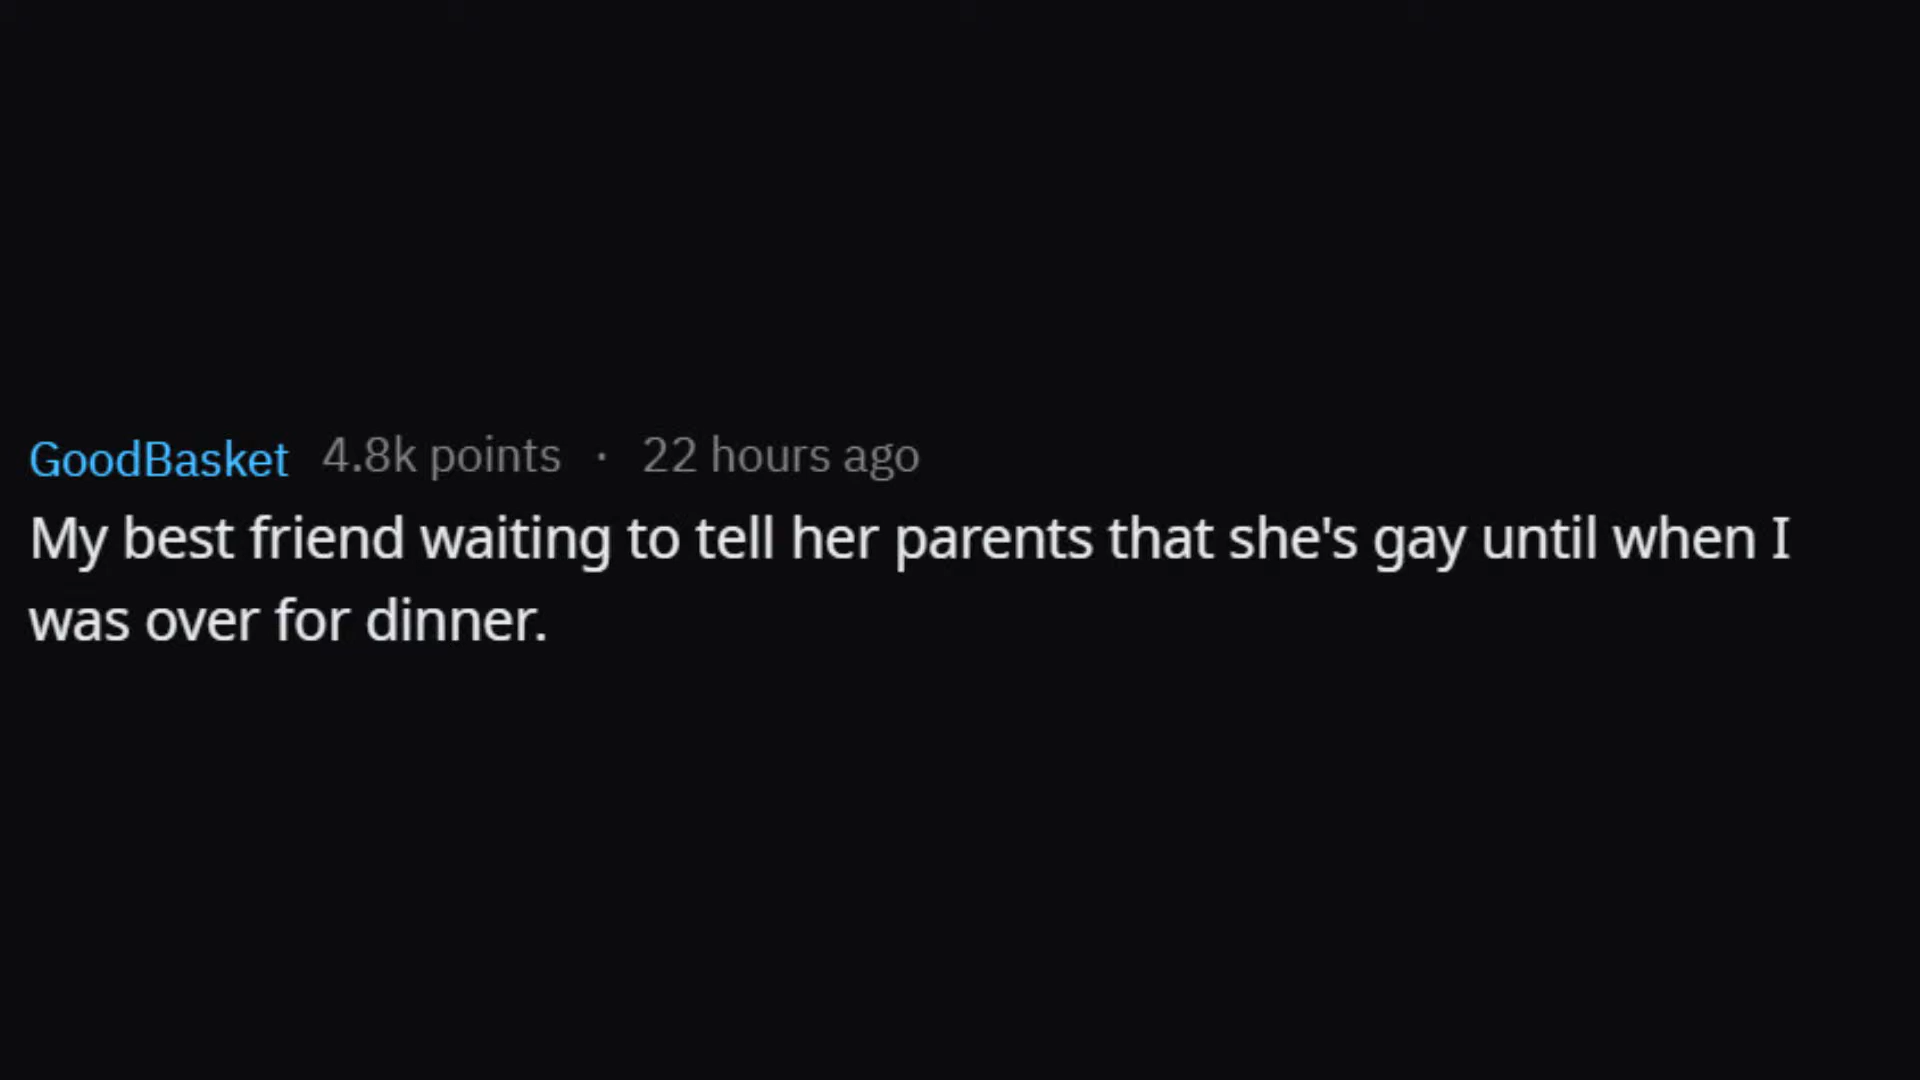 GoodBasket 4.8k points · 22 hours ago
My best friend waiting to tell her parents that she's gay until when I
was over for dinner.